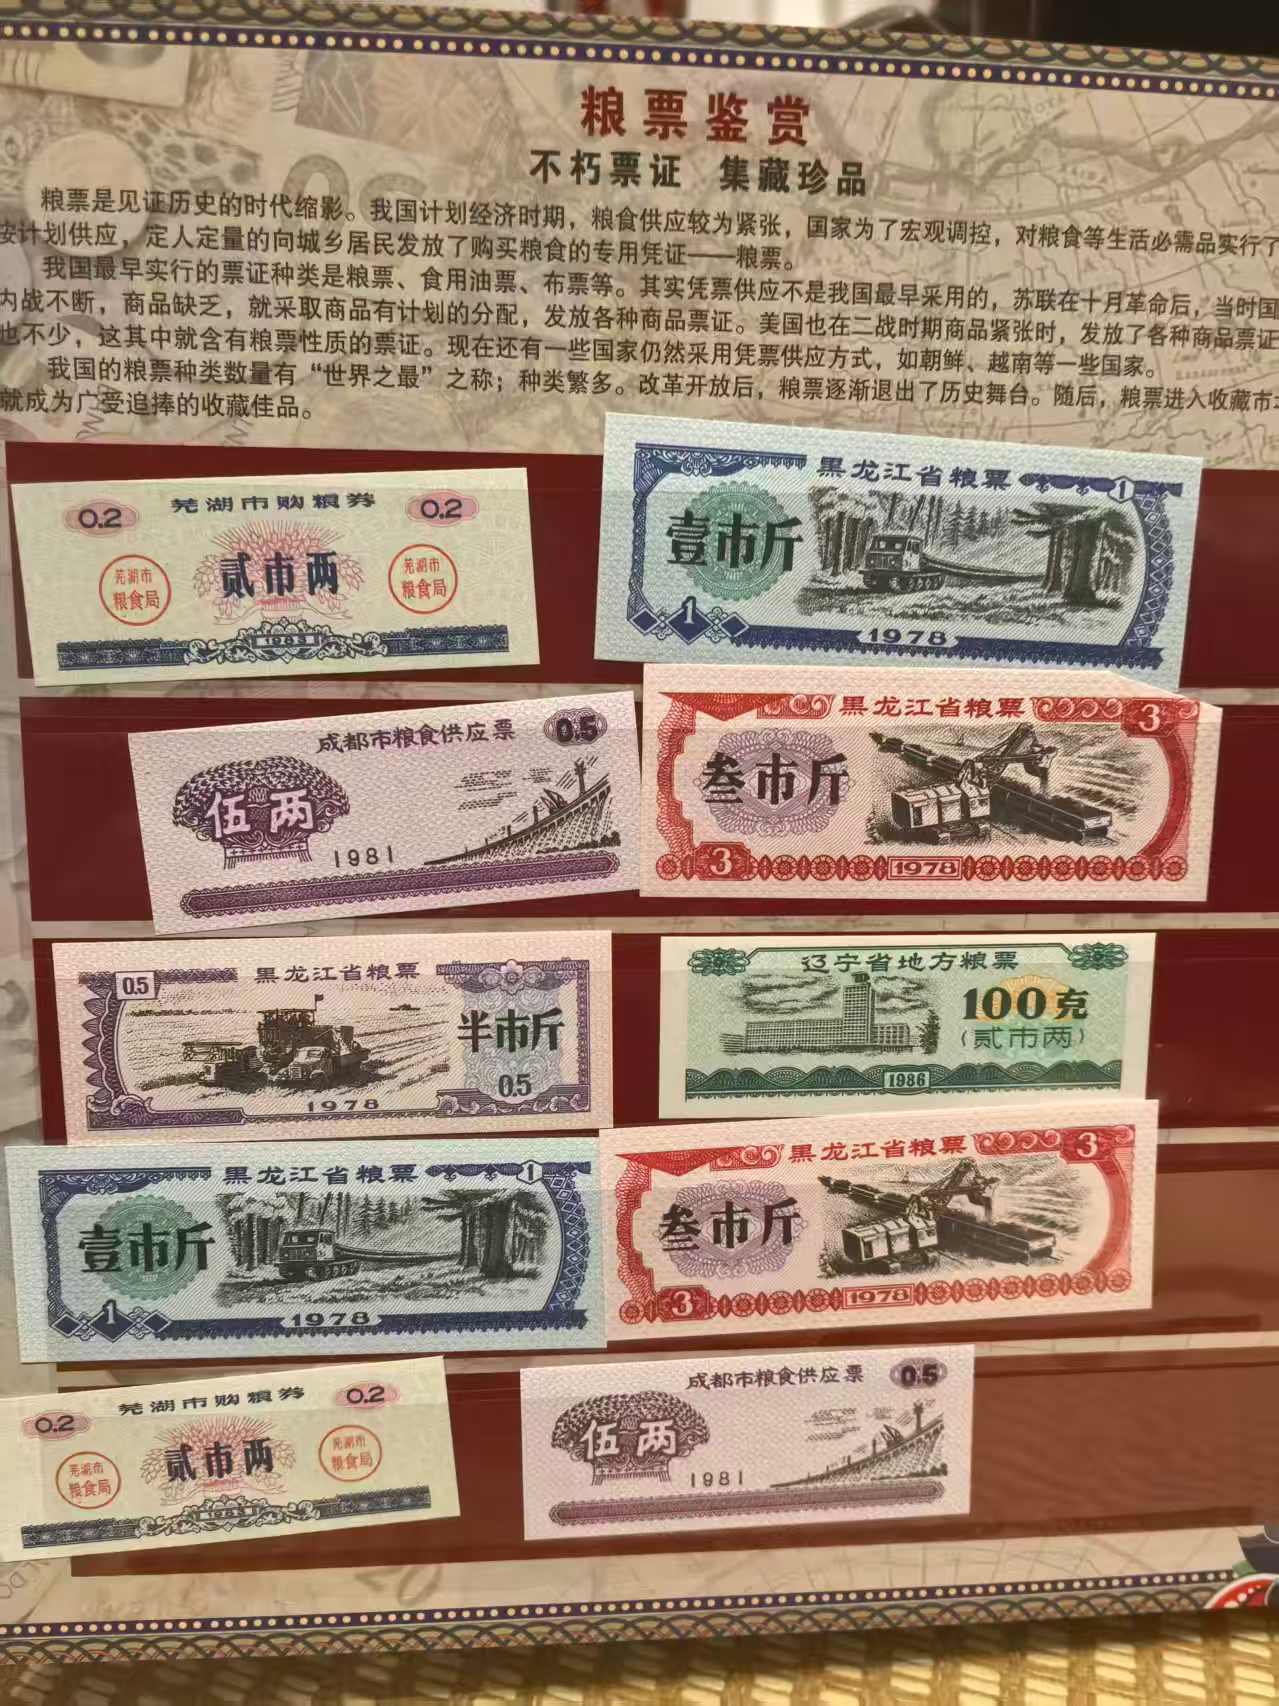 粮票鉴赏
不朽票证 集藏珍品
粮票是见证历史的时代缩影。我国计划经济时期，粮食供应较为紧张，国家为了宏观调控，对粮食等生活必需品实行了
按计划供应，定人定量的向城乡居民发放了购买粮食的专用凭证——粮票。
我国最早实行的票证种类是粮票、食用油票、布票等。其实凭票供应不是我国最早采用的，苏联在十月革命后，当时国
内战不断，商品缺乏，就采取商品有计划的分配，发放各种商品票证。美国也在二战时期商品紧张时，发放了各种商品票证
也不少，这其中就含有粮票性质的票证。现在还有一些国家仍然采用凭票供应方式，如朝鲜、越南等一些国家。
我国的粮票种类数量有“世界之最”之称；种类繁多。改革开放后，粮票逐渐退出了历史舞台。随后，粮票进入收藏市
就成为广受追捧的收藏佳品。
芜湖市购粮券
0.2
0.2
贰市两
芜湖市
粮食局
芜湖市
粮食局
1983
黑龙江省粮票
1
壹市斤
1
1978
成都市粮食供应票
0.5
伍两
1981
黑龙江省粮票
3
叁市斤
3
1978
0.5
黑龙江省粮票
半市斤
0.5
1978
辽宁省地方粮票
100克
(贰市两)
1986
黑龙江省粮票
1
壹市斤
1
1978
黑龙江省粮票
3
叁市斤
3
1978
芜湖市购粮券
0.2
0.2
贰市两
芜湖市
粮食局
芜湖市
粮食局
1983
成都市粮食供应票
0.5
伍两
1981